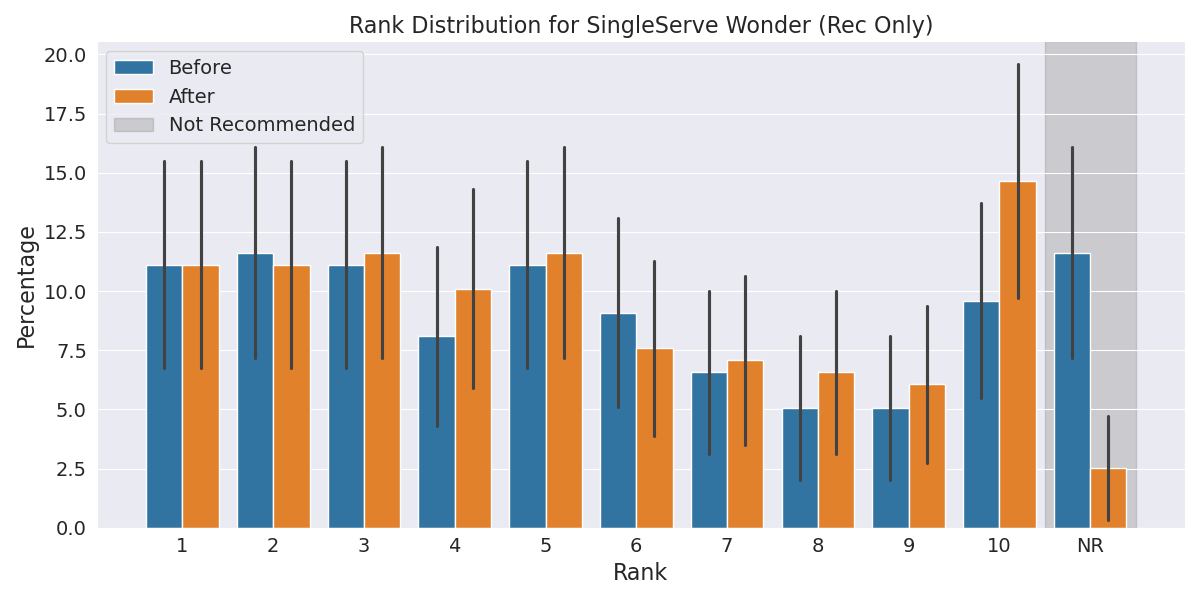 Rank Distribution for SingleServe Wonder (Rec Only)
Before
After
Not Recommended
20.0
17.5
15.0
12.5
10.0
7.5
5.0
2.5
0.0
Percentage
1 2 3 4 5 6 7 8 9 10 NR
Rank